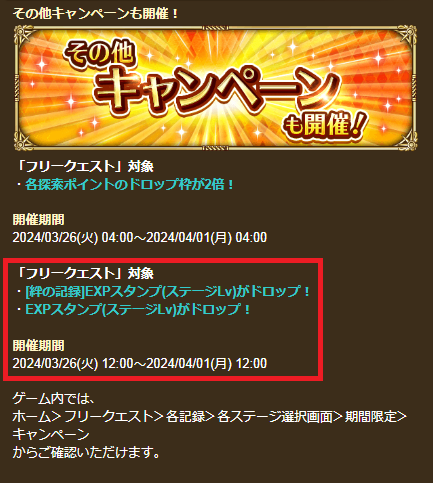 その他キャンペーンも開催！
その他
キャンペーン
も開催！
「フリークエスト」対象
・各探索ポイントのドロップ枠が2倍！
開催期間
2024/03/26(火) 04:00～2024/04/01(月) 04:00
「フリークエスト」対象
・[絆の記録]EXPスタンプ(ステージLv)がドロップ！
・EXPスタンプ(ステージLv)がドロップ！
開催期間
2024/03/26(火) 12:00～2024/04/01(月) 12:00
ゲーム内では、
ホーム＞フリークエスト＞各記録＞各ステージ選択画面＞期間限定＞
キャンペーン
からご確認いただけます。